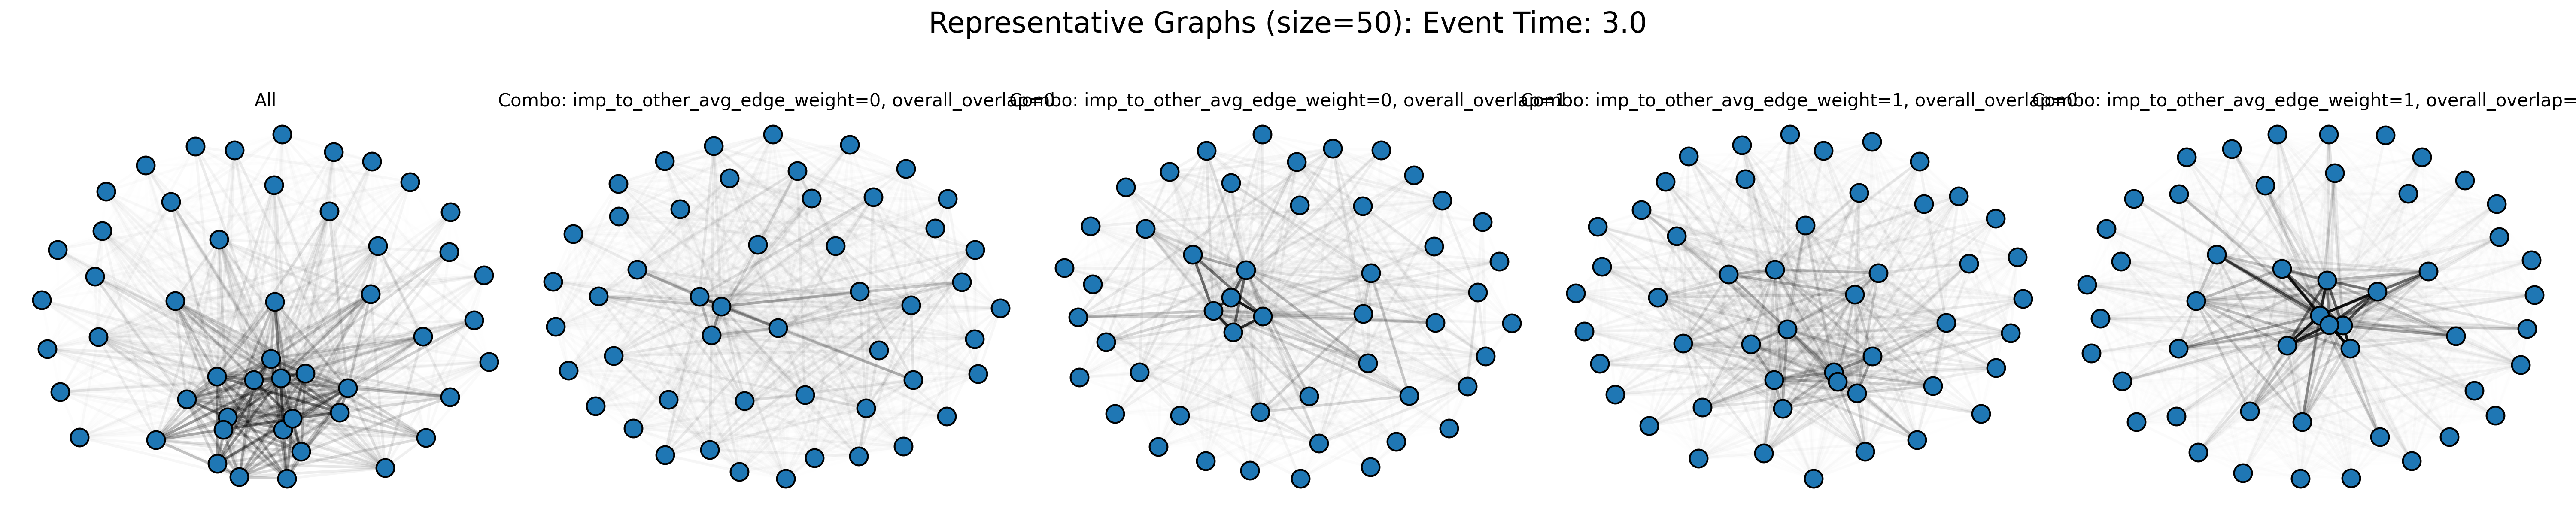 Representative Graphs (size=50): Event Time: 3.0
All
Combo: imp_to_other_avg_edge_weight=0, overall_overlap=0
Combo: imp_to_other_avg_edge_weight=0, overall_overlap=1
Combo: imp_to_other_avg_edge_weight=1, overall_overlap=0
Combo: imp_to_other_avg_edge_weight=1, overall_overlap=